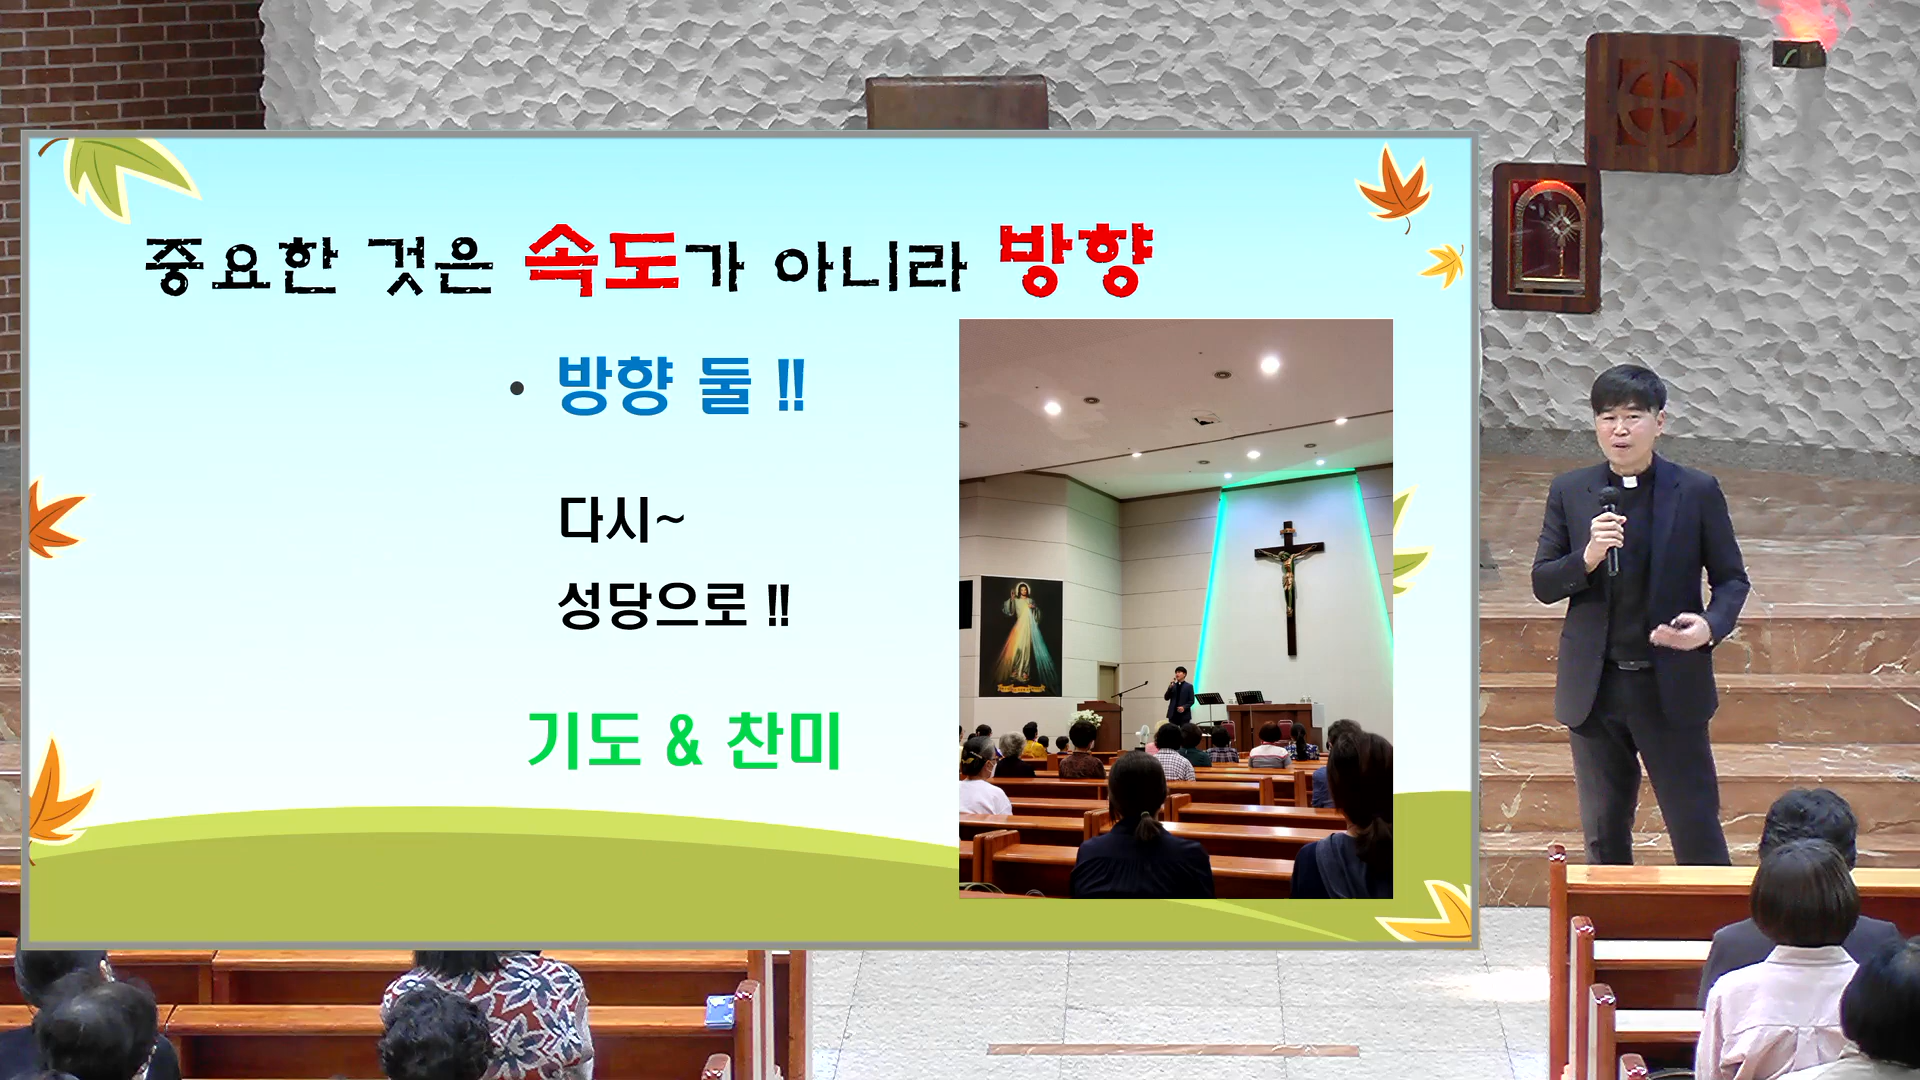 중요한 것은 속도가 아니라 방향
• 방향 둘 !!
다시~
성당으로 !!
기도 & 찬미